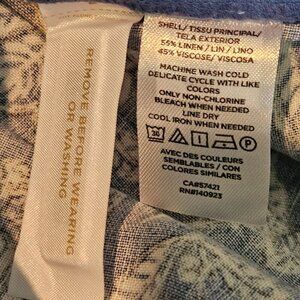 REMOVE BEFORE WEARING
OR WASHING
SHELL/ TISSU PRINCIPAL/
TELA EXTERIOR
55% LINEN / LIN / LINO
45% VISCOSE/ VISCOSA
MACHINE WASH COLD
DELICATE CYCLE WITH LIKE
COLORS
ONLY NON-CHLORINE
BLEACH WHEN NEEDED
LINE DRY
COOL IRON WHEN NEEDED
30
P
AVEC DES COULEURS
SEMBLABLES / CON
COLORES SIMILARES
CA#57421
RN#140923